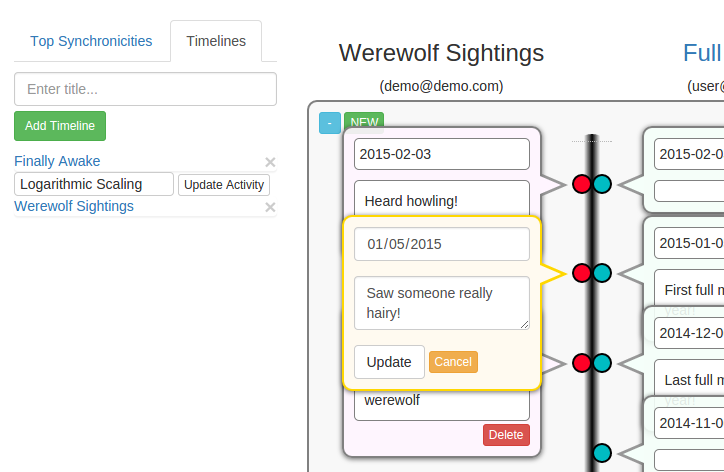 Top Synchronicities
Timelines
Enter title...
Add Timeline
Finally Awake
×
Logarithmic Scaling
Update Activity
Werewolf Sightings
×
Werewolf Sightings
(demo@demo.com)
-
NEW
2015-02-03
Heard howling!
01/05/2015
Saw someone really
hairy!
Update
Cancel
werewolf
Delete
Full
(user@
2015-02-0
2015-01-0
First full m
year!
2014-12-0
Last full m
year!
2014-11-0